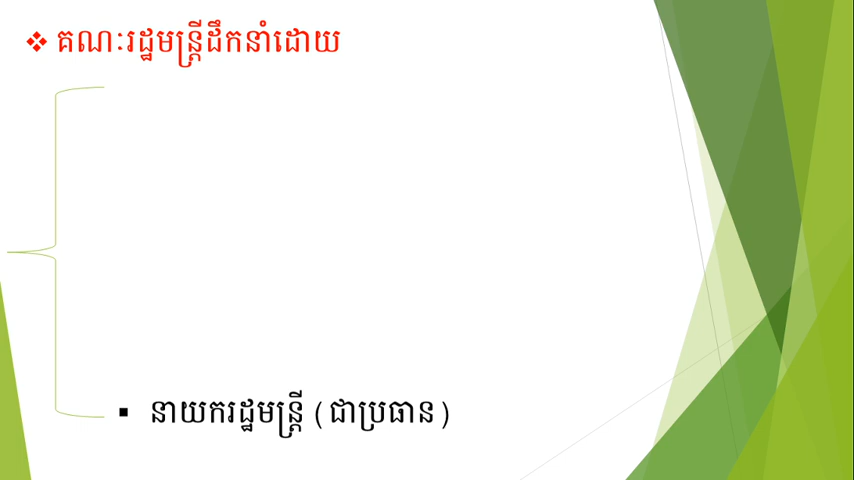 ❖ គណៈរដ្ឋមន្ត្រីដឹកនាំដោយ
▪ នាយករដ្ឋមន្ត្រី (ជាប្រធាន)